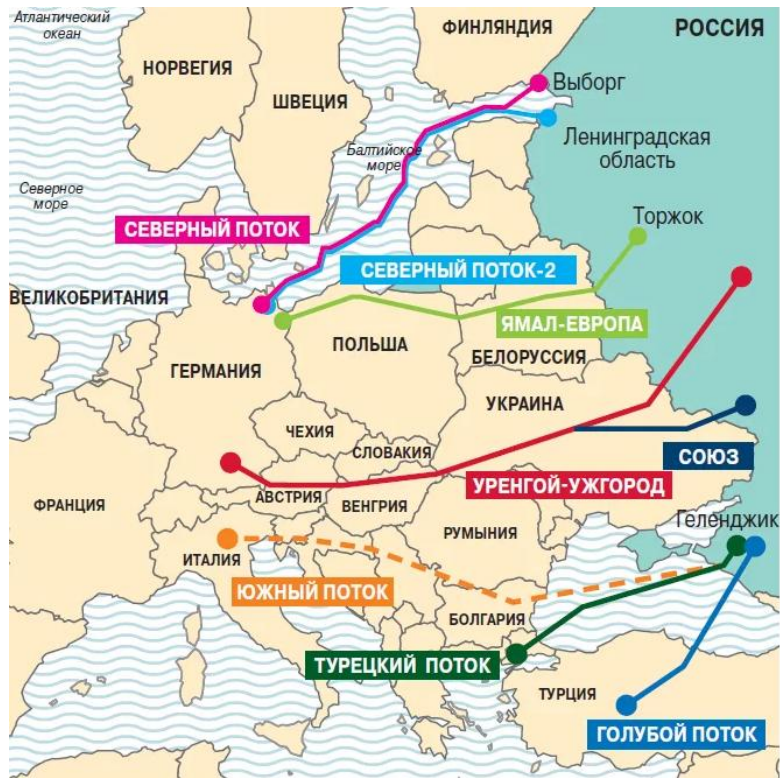 Атлантический
океан
ФИНЛЯНДИЯ
РОССИЯ
НОРВЕГИЯ
ШВЕЦИЯ
Выборг
Балтийское
море
Ленинградская
область
Северное
море
Торжок
СЕВЕРНЫЙ ПОТОК
СЕВЕРНЫЙ ПОТОК-2
ВЕЛИКОБРИТАНИЯ
ЯМАЛ-ЕВРОПА
ПОЛЬША
БЕЛОРУССИЯ
ГЕРМАНИЯ
УКРАИНА
ЧЕХИЯ
СЛОВАКИЯ
СОЮЗ
УРЕНГОЙ-УЖГОРОД
АВСТРИЯ
ВЕНГРИЯ
ФРАНЦИЯ
Геленджик
РУМЫНИЯ
ИТАЛИЯ
ЮЖНЫЙ ПОТОК
БОЛГАРИЯ
ТУРЕЦКИЙ ПОТОК
ТУРЦИЯ
ГОЛУБОЙ ПОТОК